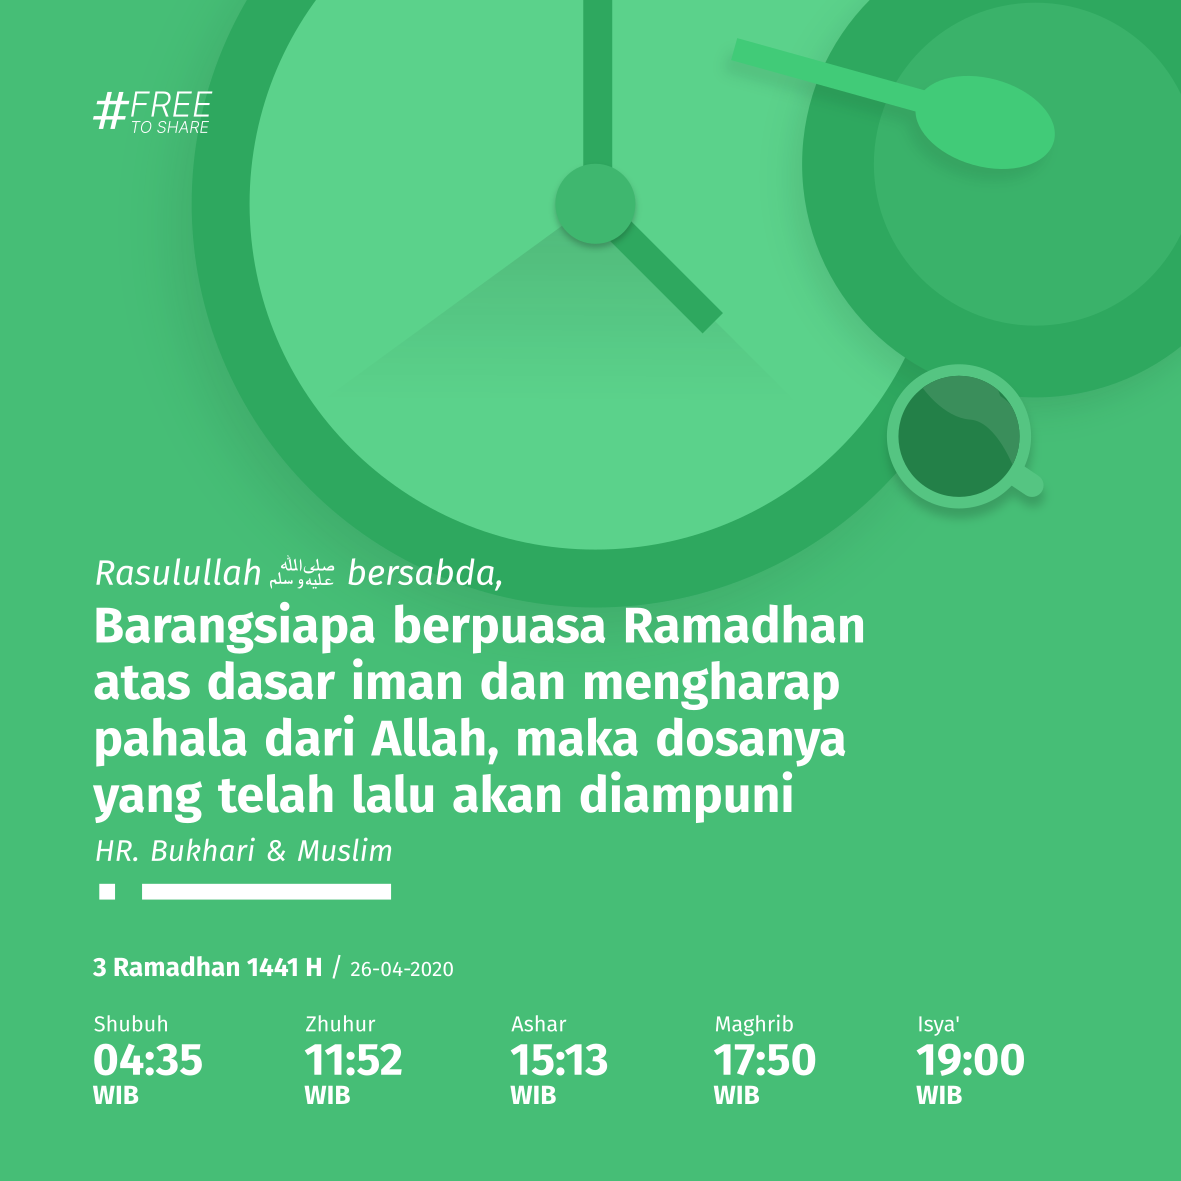 #FREE
TO SHARE
Rasulullah ﷺ bersabda,
Barangsiapa berpuasa Ramadhan
atas dasar iman dan mengharap
pahala dari Allah, maka dosanya
yang telah lalu akan diampuni
HR. Bukhari & Muslim
3 Ramadhan 1441 H / 26-04-2020
Shubuh Zhuhur Ashar Maghrib Isya'
04:35 11:52 15:13 17:50 19:00
WIB WIB WIB WIB WIB